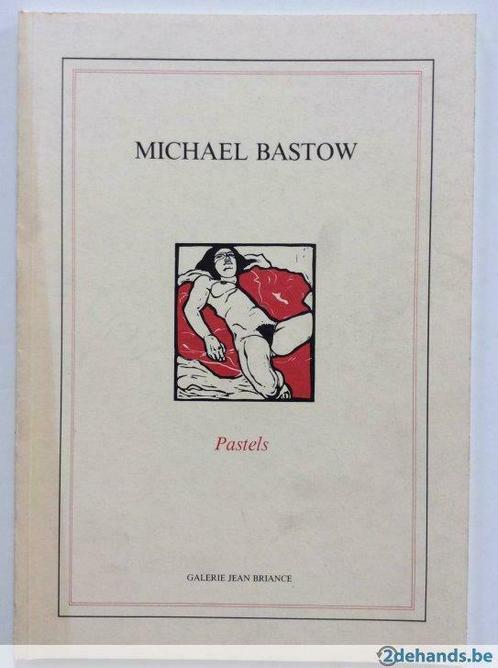 MICHAEL BASTOW
Pastels
GALERIE JEAN BRIANCE
2dehands.be